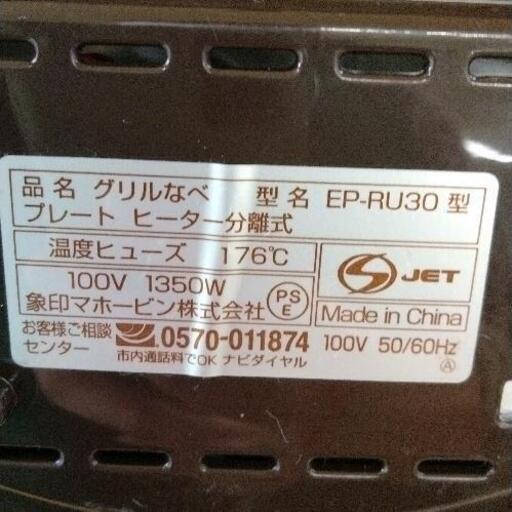 品名 グリルなべ 型名 EP-RU30 型
プレート ヒーター分離式
温度ヒューズ 176℃
100V 1350W
象印マホービン株式会社
PS
E
JET
Made in China
お客様ご相談
センター
0570-011874
市内通話料でOK ナビダイヤル
100V 50/60Hz
Ⓐ